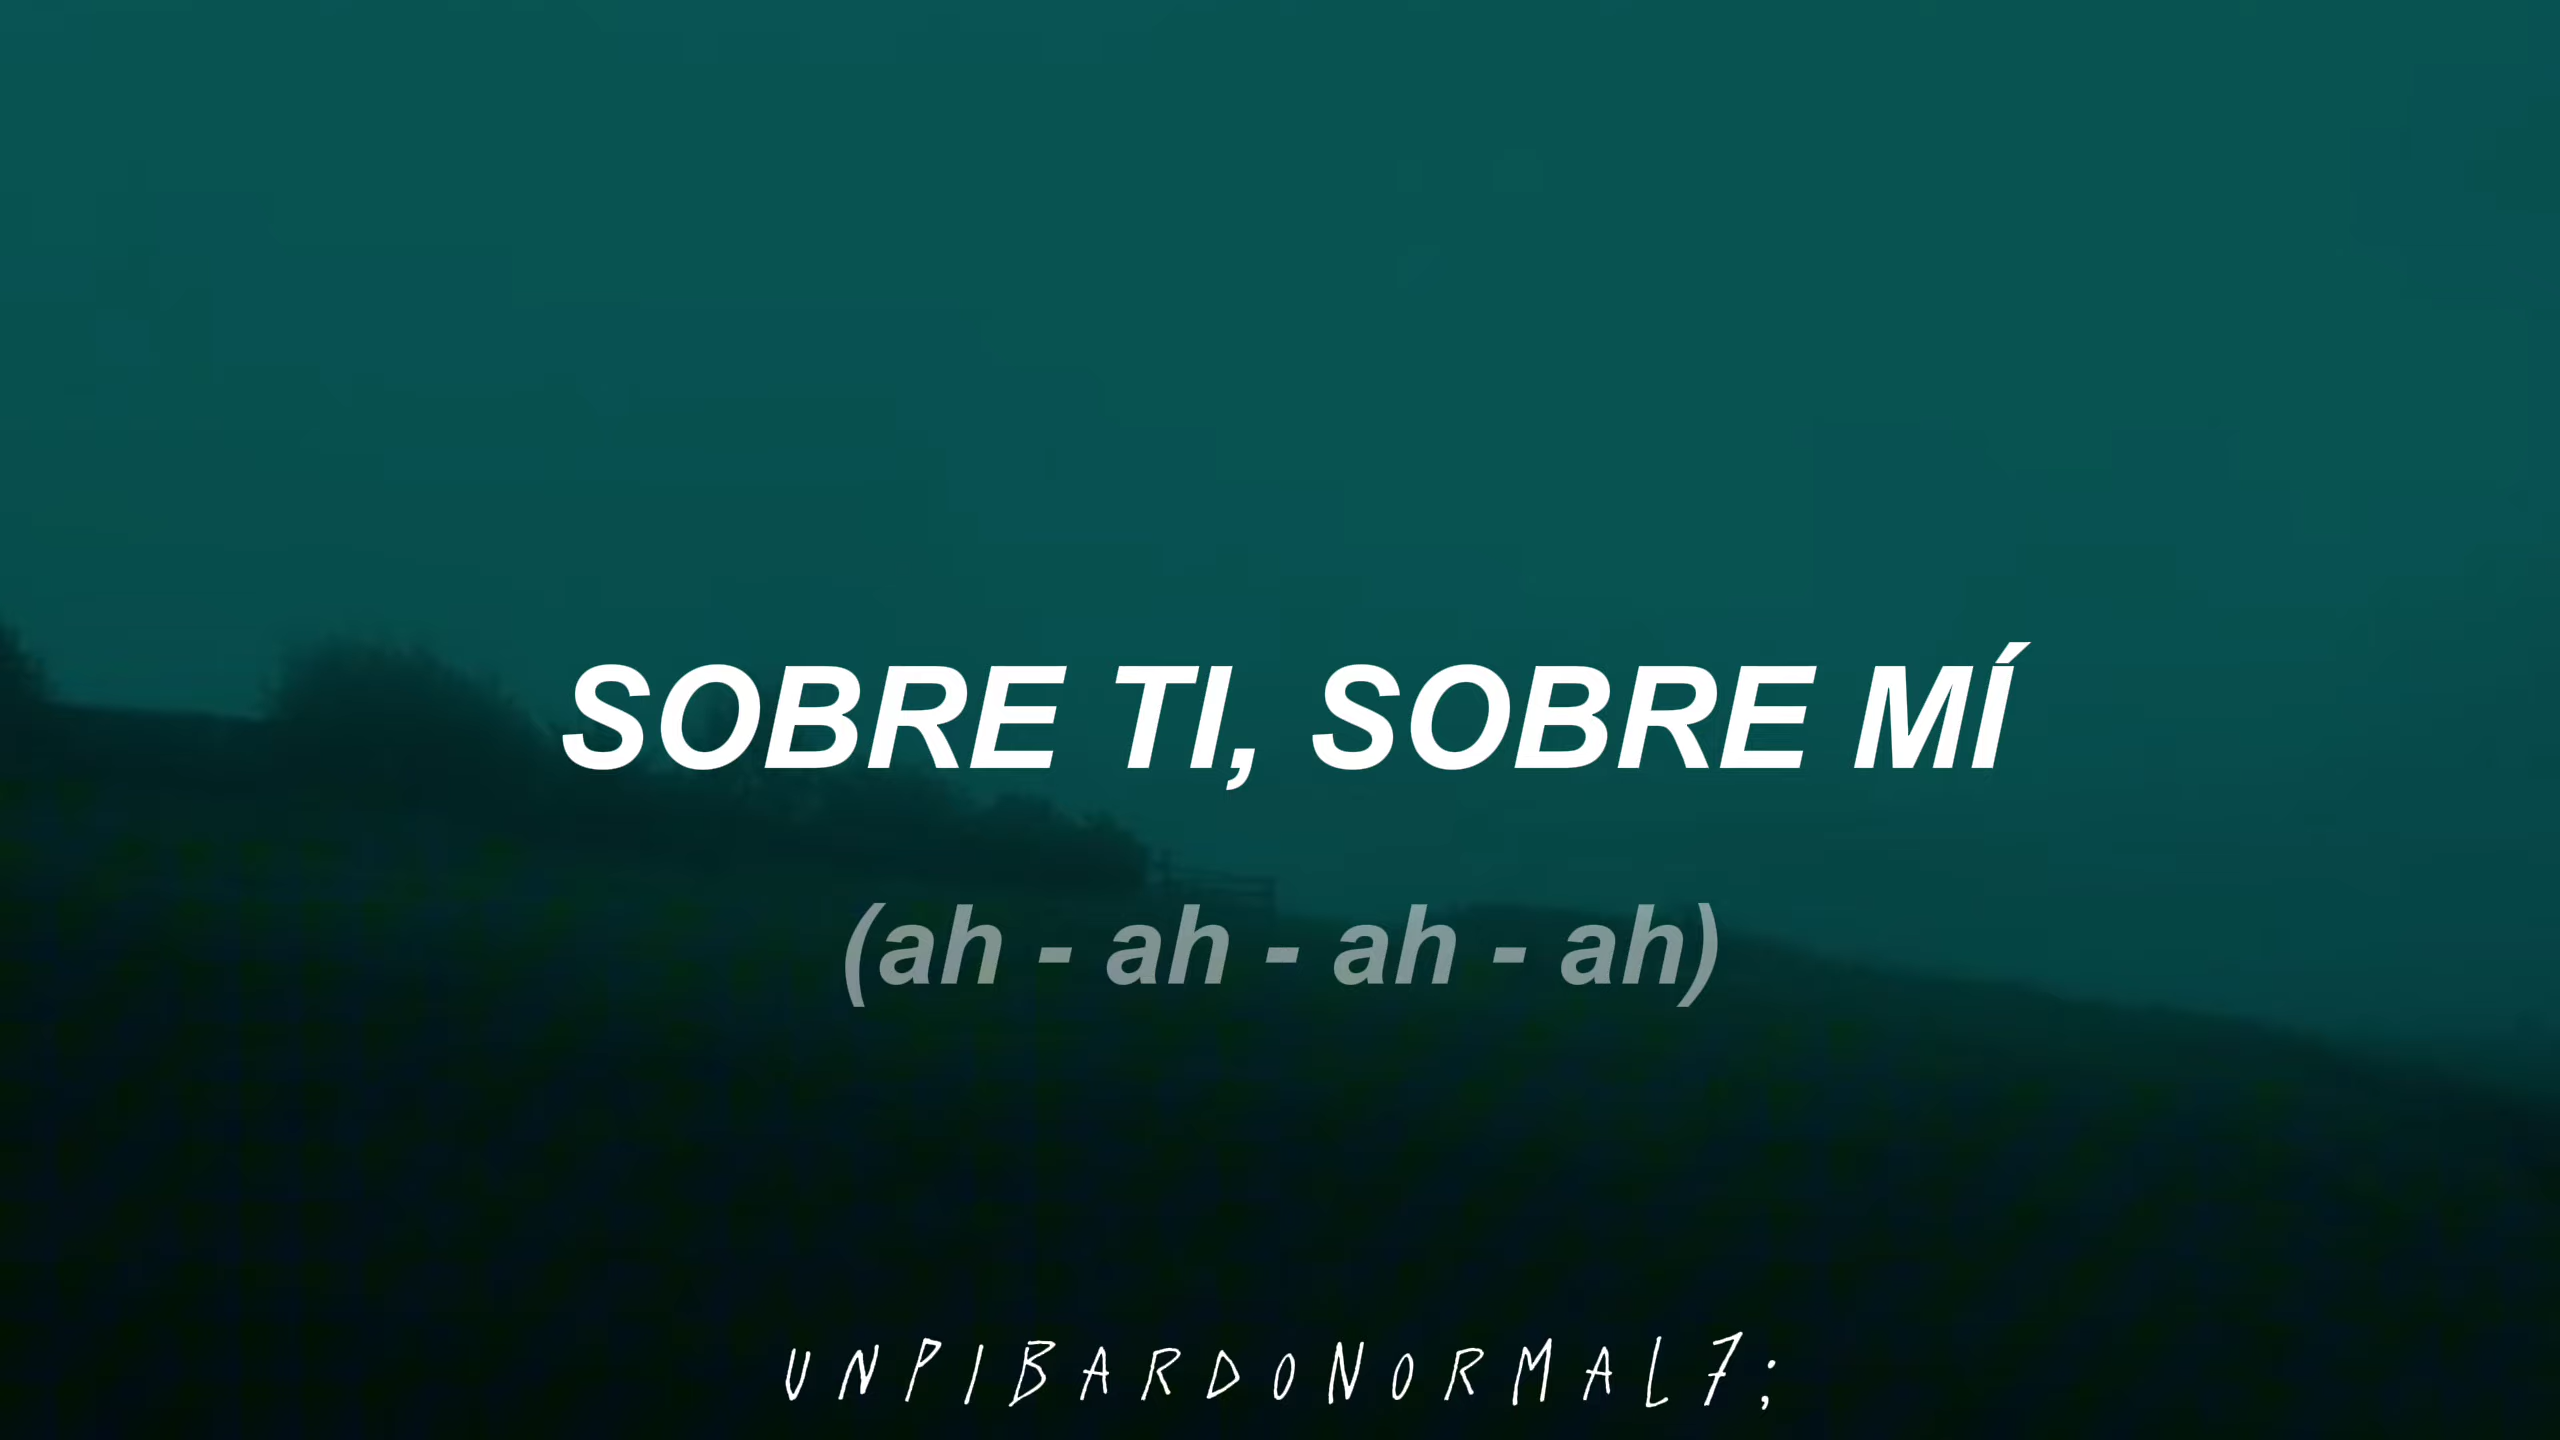 SOBRE TI, SOBRE MÍ
(ah - ah - ah - ah)
UNPIBARDONORMAL7;